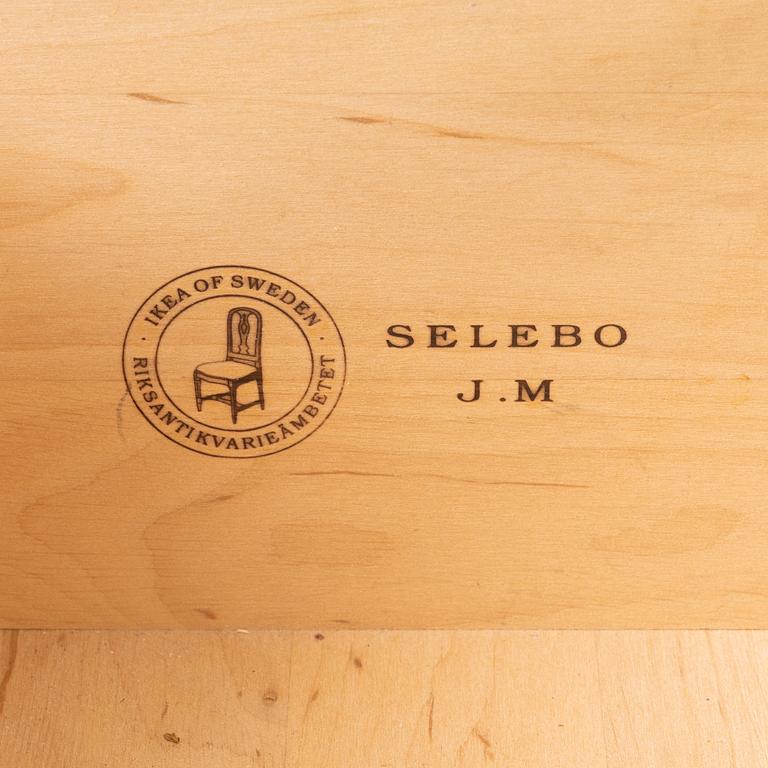 · IKEA OF SWEDEN ·
RIKSANTIKVARIEÄMBETET
SELEBO
J.M